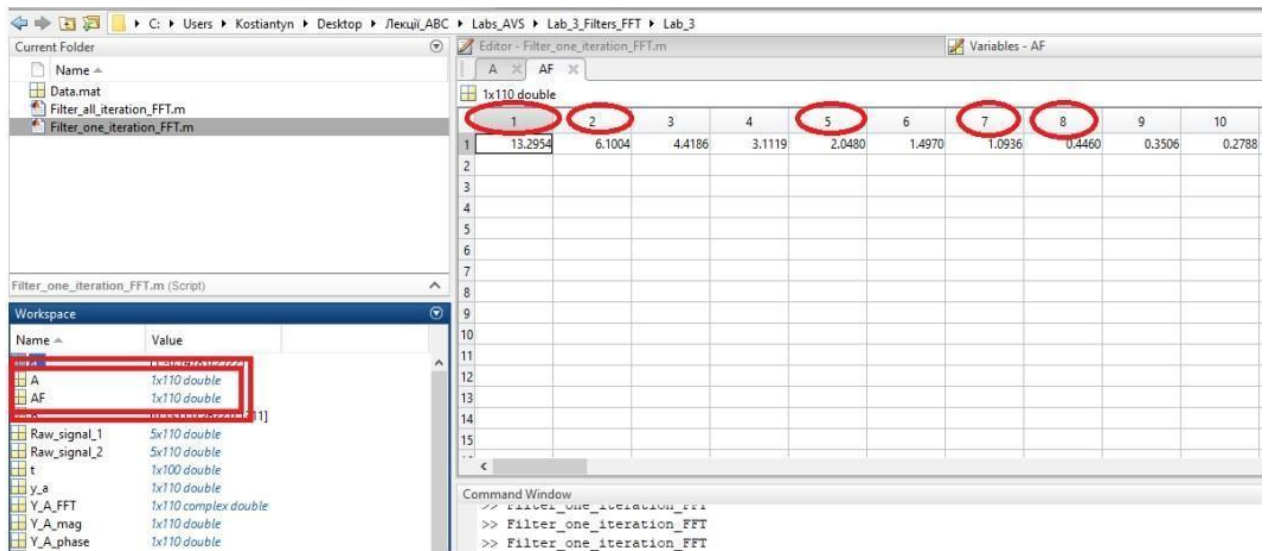 C: Users Kostiantyn Desktop Лекції_АВС Labs_AVS Lab_3_Filters_FFT Lab_3
Current Folder
Name
Data.mat
Filter_all_iteration_FFT.m
Filter_one_iteration_FFT.m
Filter_one_iteration_FFT.m (Script)
Workspace
Name Value
A 1x110 double
AF 1x110 double
Raw_signal_1 5x110 double
Raw_signal_2 5x110 double
t 1x100 double
y_a 1x110 double
Y_A_FFT 1x110 complex double
Y_A_mag 1x110 double
Y_A_phase 1x110 double
Editor - Filter_one_iteration_FFT.m Variables - AF
A AF
1x110 double
1 2 3 4 5 6 7 8 9 10
1 13.2954 6.1004 4.4186 3.1119 2.0480 1.4970 1.0936 0.4460 0.3506 0.2788
2
3
4
5
6
7
8
9
10
11
12
13
14
15
Command Window
>> Filter_one_iteration_FFT
>> Filter_one_iteration_FFT
>> Filter_one_iteration_FFT